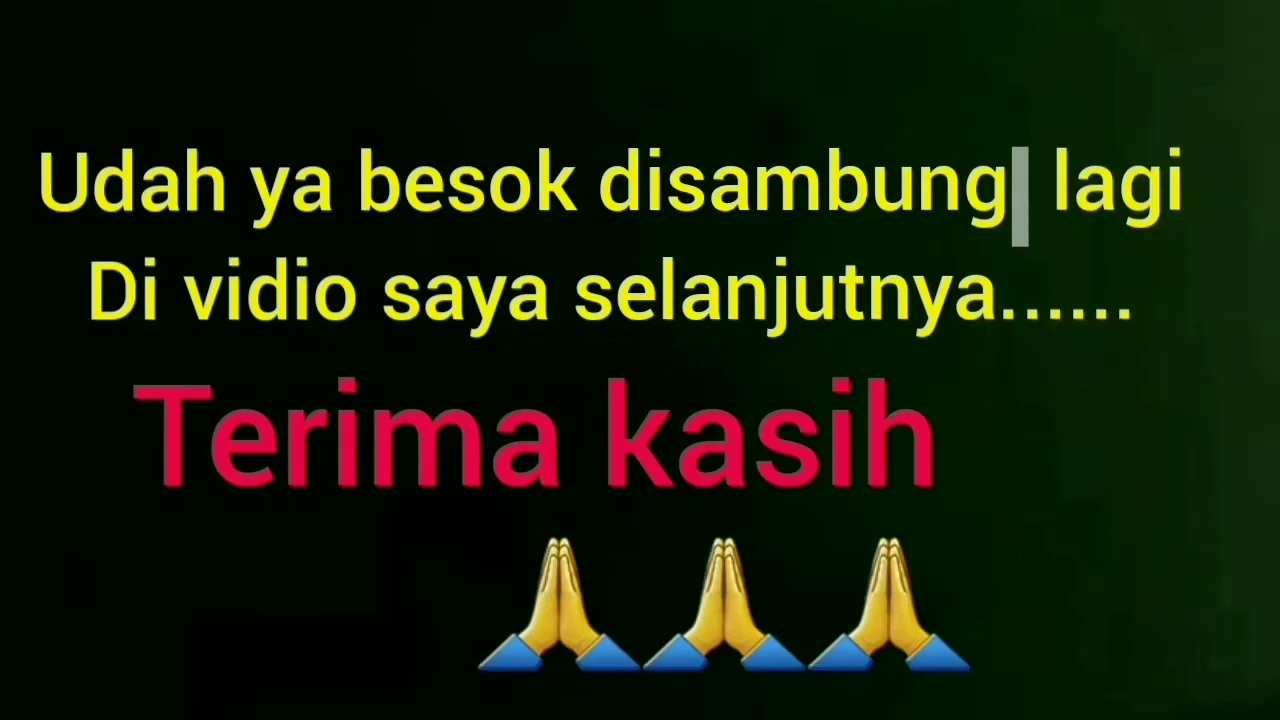 Udah ya besok disambung lagi
Di vidio saya selanjutnya......
Terima kasih
🙏🙏🙏